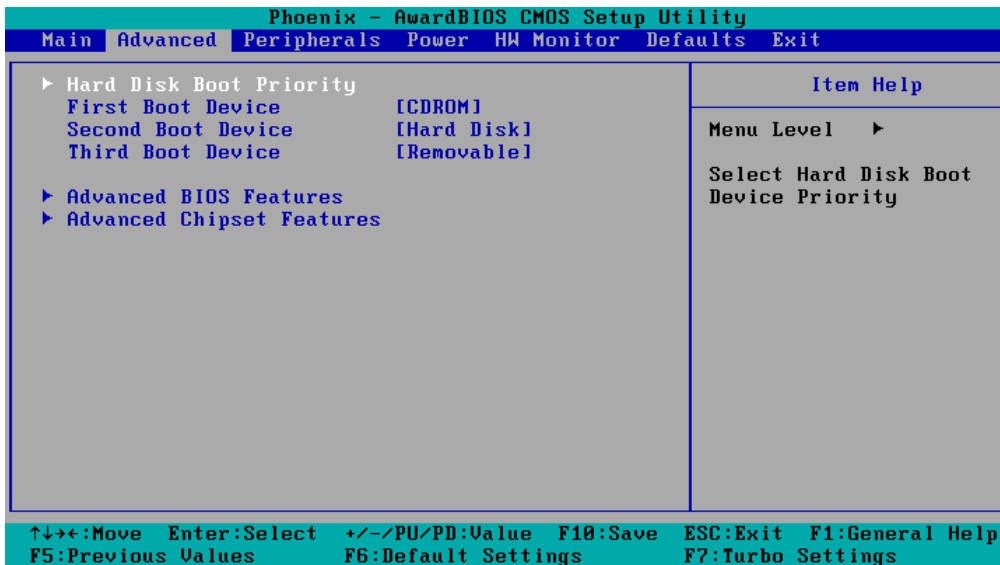 Phoenix - AwardBIOS CMOS Setup Utility
Main Advanced Peripherals Power HW Monitor Defaults Exit
▶ Hard Disk Boot Priority
First Boot Device [CDROM]
Second Boot Device [Hard Disk]
Third Boot Device [Removable]
▶ Advanced BIOS Features
▶ Advanced Chipset Features
Item Help
Menu Level ▶
Select Hard Disk Boot
Device Priority
↑↓→←:Move Enter:Select +/-/PU/PD:Value F10:Save ESC:Exit F1:General Help
F5:Previous Values F6:Default Settings F7:Turbo Settings